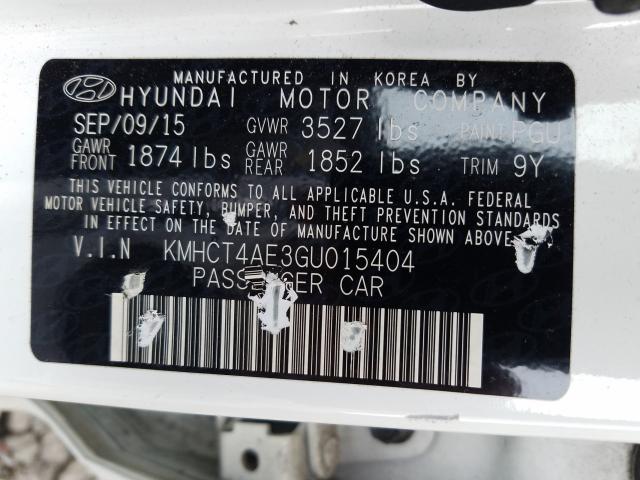 MANUFACTURED IN KOREA BY
HYUNDAI MOTOR COMPANY
SEP/09/15 GVWR 3527 lbs PAINT PGU
GAWR FRONT 1874 lbs GAWR REAR 1852 lbs TRIM 9Y
THIS VEHICLE CONFORMS TO ALL APPLICABLE U.S.A. FEDERAL
MOTOR VEHICLE SAFETY, BUMPER, AND THEFT PREVENTION STANDARDS
IN EFFECT ON THE DATE OF MANUFACTURE SHOWN ABOVE.
V.I.N KMHCT4AE3GU015404
PASSENGER CAR